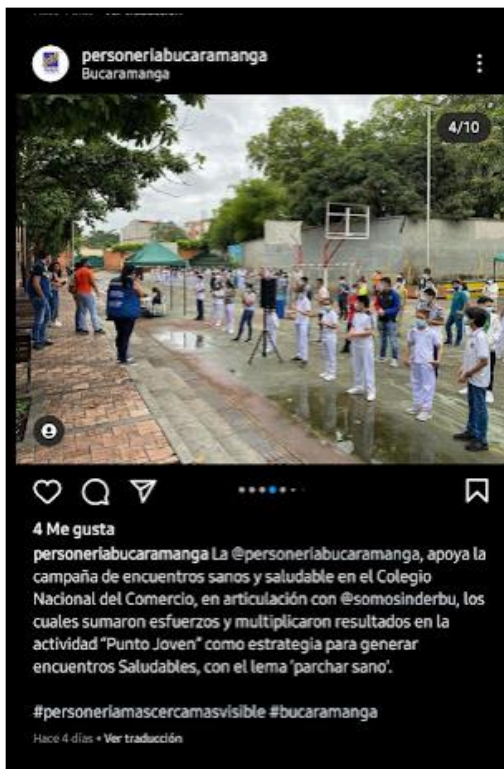 personeriabucaramanga
Bucaramanga
4/10
4 Me gusta
personeriabucaramanga La @personeriabucaramanga, apoya la
campaña de encuentros sanos y saludable en el Colegio
Nacional del Comercio, en articulación con @somosinderbu, los
cuales sumaron esfuerzos y multiplicaron resultados en la
actividad “Punto Joven” como estrategia para generar
encuentros Saludables, con el lema ‘parchar sano’.
#personeriamascercamasvisible #bucaramanga
Hace 4 días • Ver traducción